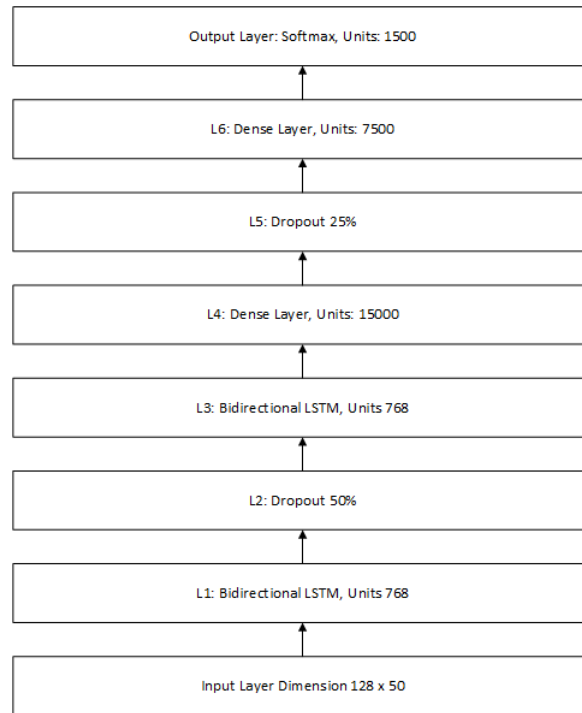 Output Layer: Softmax, Units: 1500
L6: Dense Layer, Units: 7500
L5: Dropout 25%
L4: Dense Layer, Units: 15000
L3: Bidirectional LSTM, Units 768
L2: Dropout 50%
L1: Bidirectional LSTM, Units 768
Input Layer Dimension 128 x 50